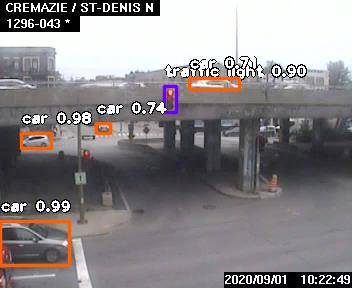 CREMAZIE / ST-DENIS N
1296-043 *
car 0.71
traffic light 0.90
car 0.74
car 0.98
car 0.99
2020/09/01 10:22:49